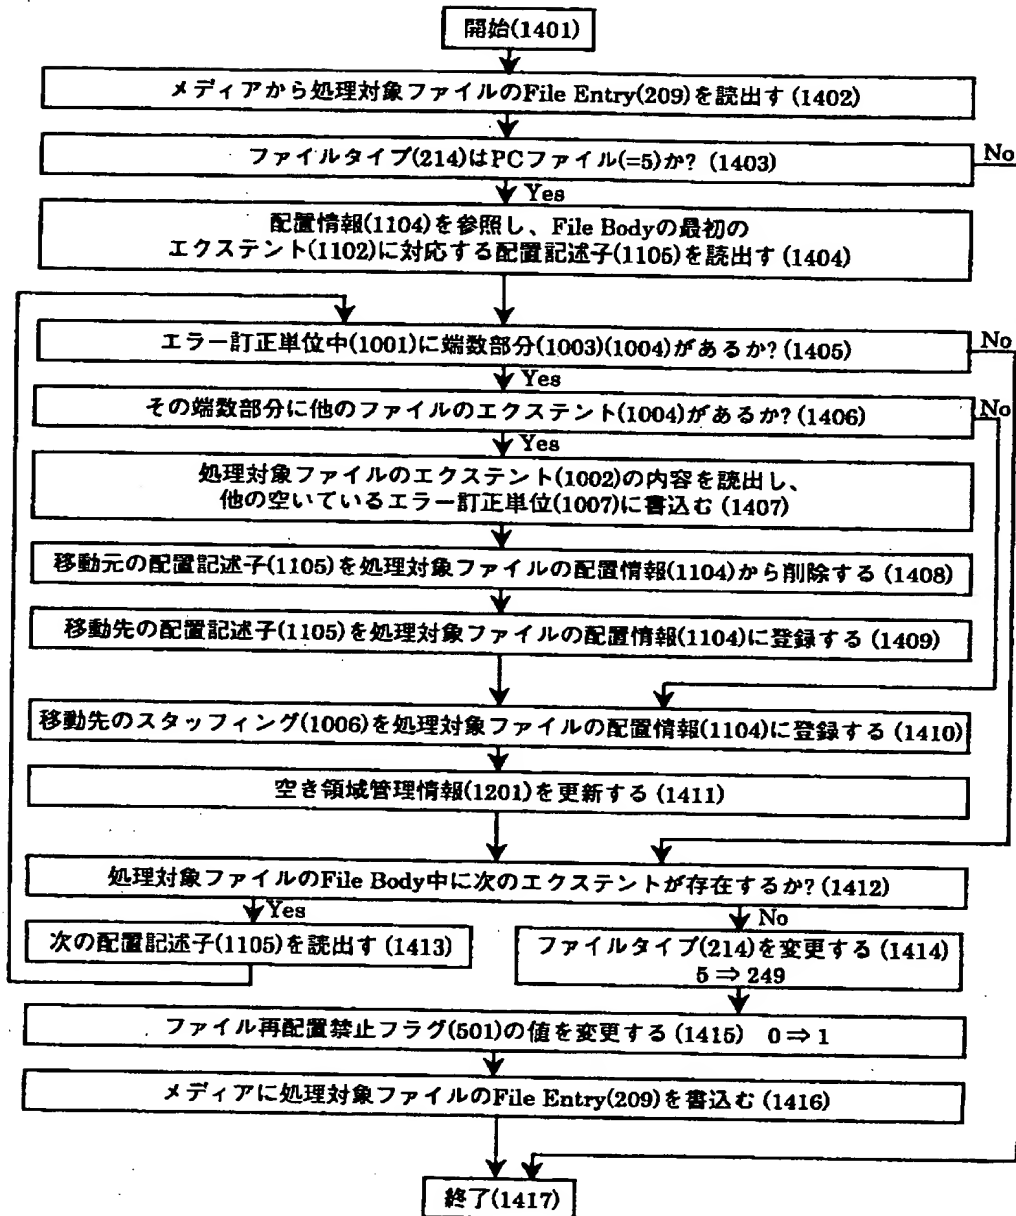 開始(1401)
メディアから処理対象ファイルのFile Entry(209)を読出す(1402)
ファイルタイプ(214)はPCファイル(=5)か? (1403)
No
Yes
配置情報(1104)を参照し、File Bodyの最初の
エクステント(1102)に対応する配置記述子(1105)を読出す(1404)
エラー訂正単位中(1001)に端数部分(1003)(1004)があるか?(1405)
No
Yes
その端数部分に他のファイルのエクステント(1004)があるか?(1406)
No
Yes
処理対象ファイルのエクステント(1002)の内容を読出し、
他の空いているエラー訂正単位(1007)に書込む(1407)
移動元の配置記述子(1105)を処理対象ファイルの配置情報(1104)から削除する(1408)
移動先の配置記述子(1105)を処理対象ファイルの配置情報(1104)に登録する(1409)
移動先のスタッフィング(1006)を処理対象ファイルの配置情報(1104)に登録する(1410)
空き領域管理情報(1201)を更新する(1411)
処理対象ファイルのFile Body中に次のエクステントが存在するか?(1412)
Yes
No
次の配置記述子(1105)を読出す(1413)
ファイルタイプ(214)を変更する(1414)
5⇒249
ファイル再配置禁止フラグ(501)の値を変更する(1415) 0⇒1
メディアに処理対象ファイルのFile Entry(209)を書込む(1416)
終了(1417)